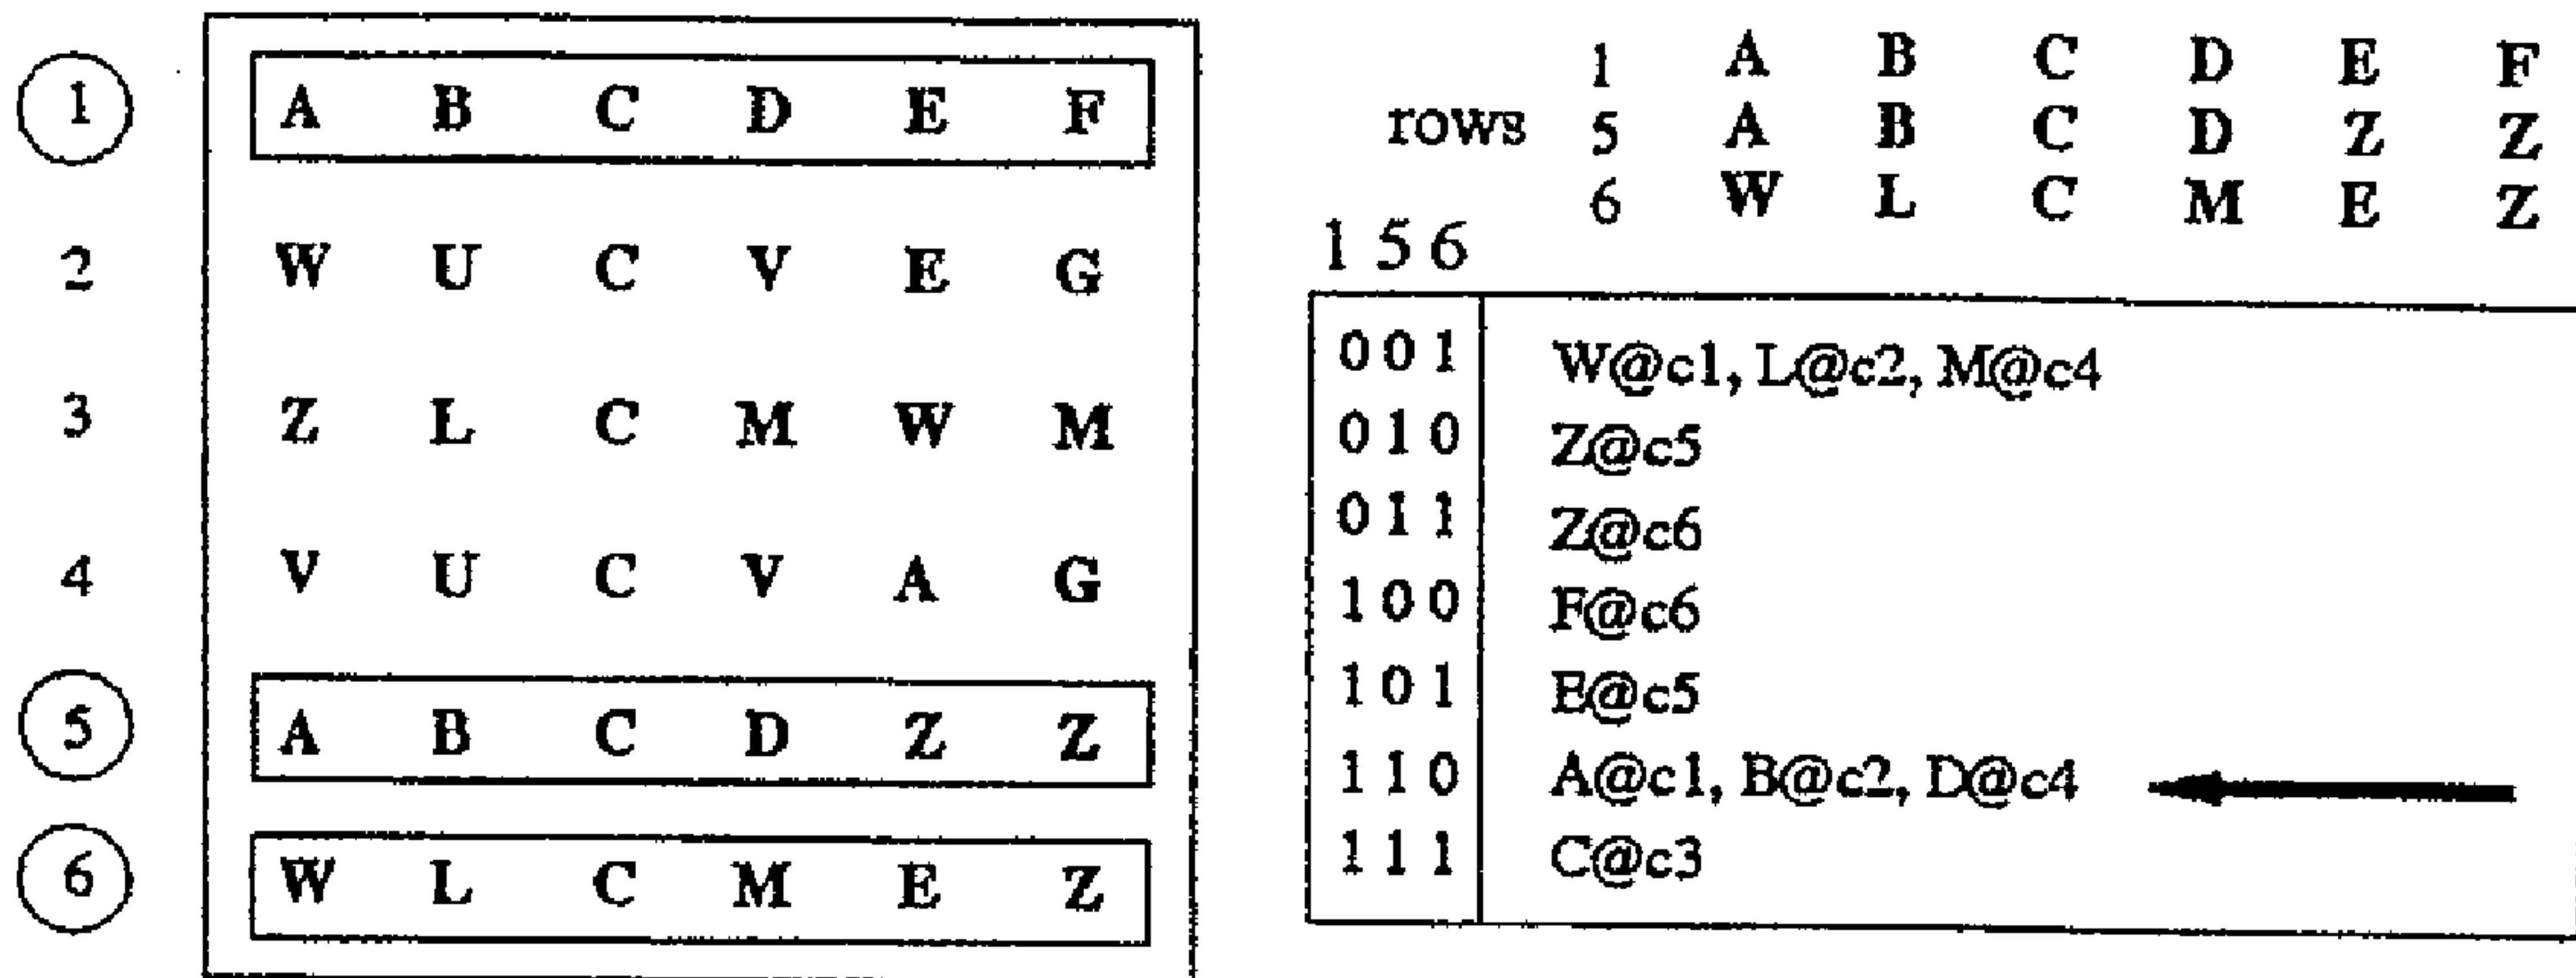 1 A B C D E F
2 W U C V E G
3 Z L C M W M
4 V U C V A G
5 A B C D Z Z
6 W L C M E Z
1 A B C D E F
rows 5 A B C D Z Z
6 W L C M E Z
1 5 6
0 0 1 W@c1, L@c2, M@c4
0 1 0 Z@c5
0 1 1 Z@c6
1 0 0 F@c6
1 0 1 E@c5
1 1 0 A@c1, B@c2, D@c4
1 1 1 C@c3